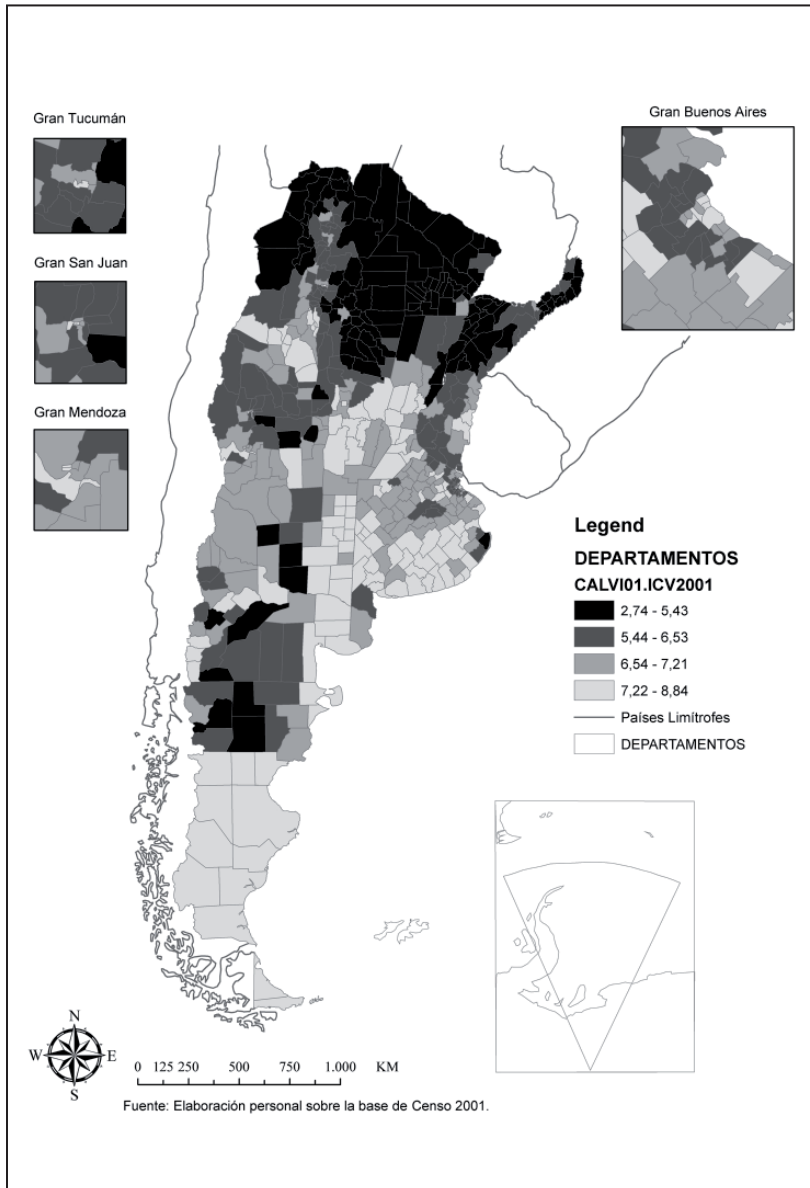 Gran Tucumán
Gran Buenos Aires
Gran San Juan
Gran Mendoza
Legend
DEPARTAMENTOS
CALVI01.ICV2001
2,74 - 5,43
5,44 - 6,53
6,54 - 7,21
7,22 - 8,84
Países Limítrofes
DEPARTAMENTOS
N
W E
S
0 125 250 500 750 1.000 KM
Fuente: Elaboración personal sobre la base de Censo 2001.